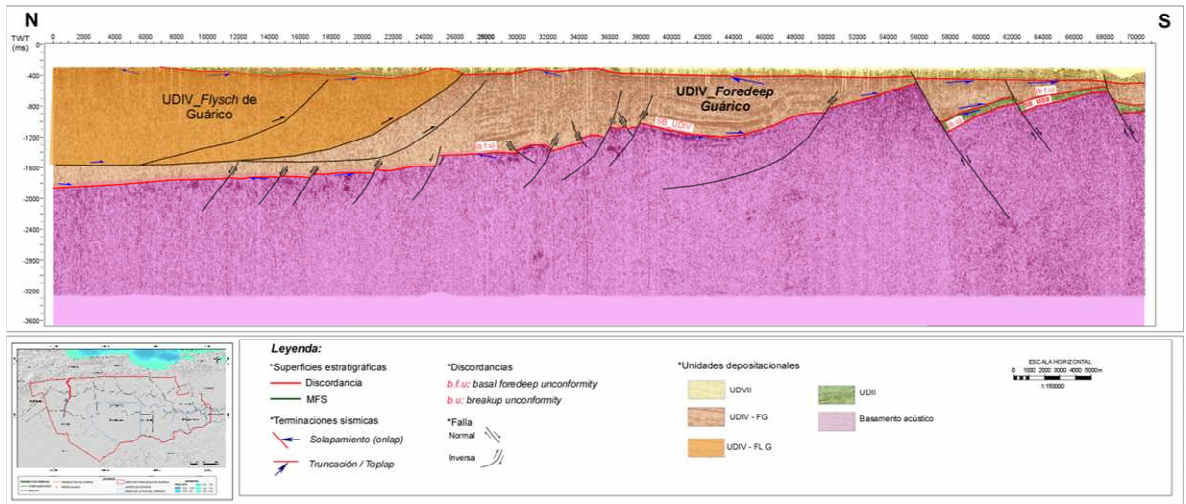 N
S
TWT
(ms)
0 2000 4000 6000 8000 10000 12000 14000 16000 18000 20000 22000 24000 26000 28000 30000 32000 34000 36000 38000 40000 42000 44000 46000 48000 50000 52000 54000 56000 58000 60000 62000 64000 66000 68000 70000
0
-400
-800
-1200
-1600
-2000
-2400
-2800
-3200
-3600
UDIV_Flysch de
Guárico
UDIV_Foredeep
Guárico
SB_UDIV
(b.f.u)
(b.f.u)
(b.f.u)
SB_UDII
(b.u)
Leyenda:
*Superficies estratigráficas
Discordancia
MFS
*Terminaciones sísmicas
Solapamiento (onlap)
Truncación / Toplap
*Discordancias
b.f.u: basal foredeep unconformity
b.u: breakup unconformity
*Falla
Normal
Inversa
*Unidades depositacionales
UDVII
UDIV - FG
UDIV - FL G
UDII
Basamento acústico
ESCALA HORIZONTAL
0 1000 2000 3000 4000 5000m
1:150000